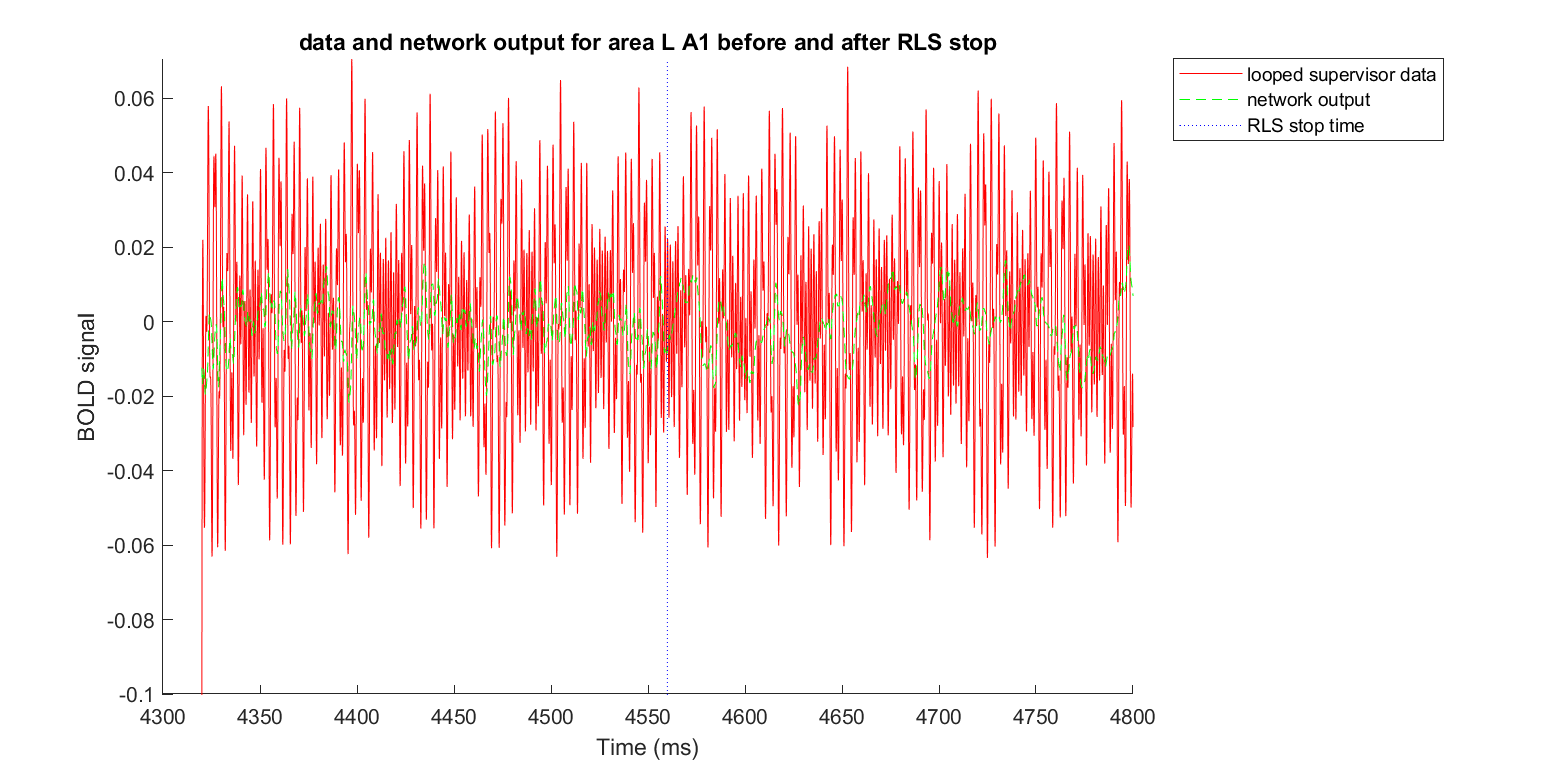 data and network output for area L A1 before and after RLS stop
looped supervisor data
network output
RLS stop time
0.06
0.04
0.02
0
-0.02
-0.04
-0.06
-0.08
-0.1
BOLD signal
4300 4350 4400 4450 4500 4550 4600 4650 4700 4750 4800
Time (ms)